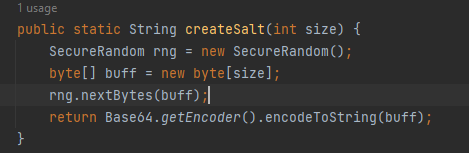 1 usage
public static String createSalt(int size) {
    SecureRandom rng = new SecureRandom();
    byte[] buff = new byte[size];
    rng.nextBytes(buff);
    return Base64.getEncoder().encodeToString(buff);
}